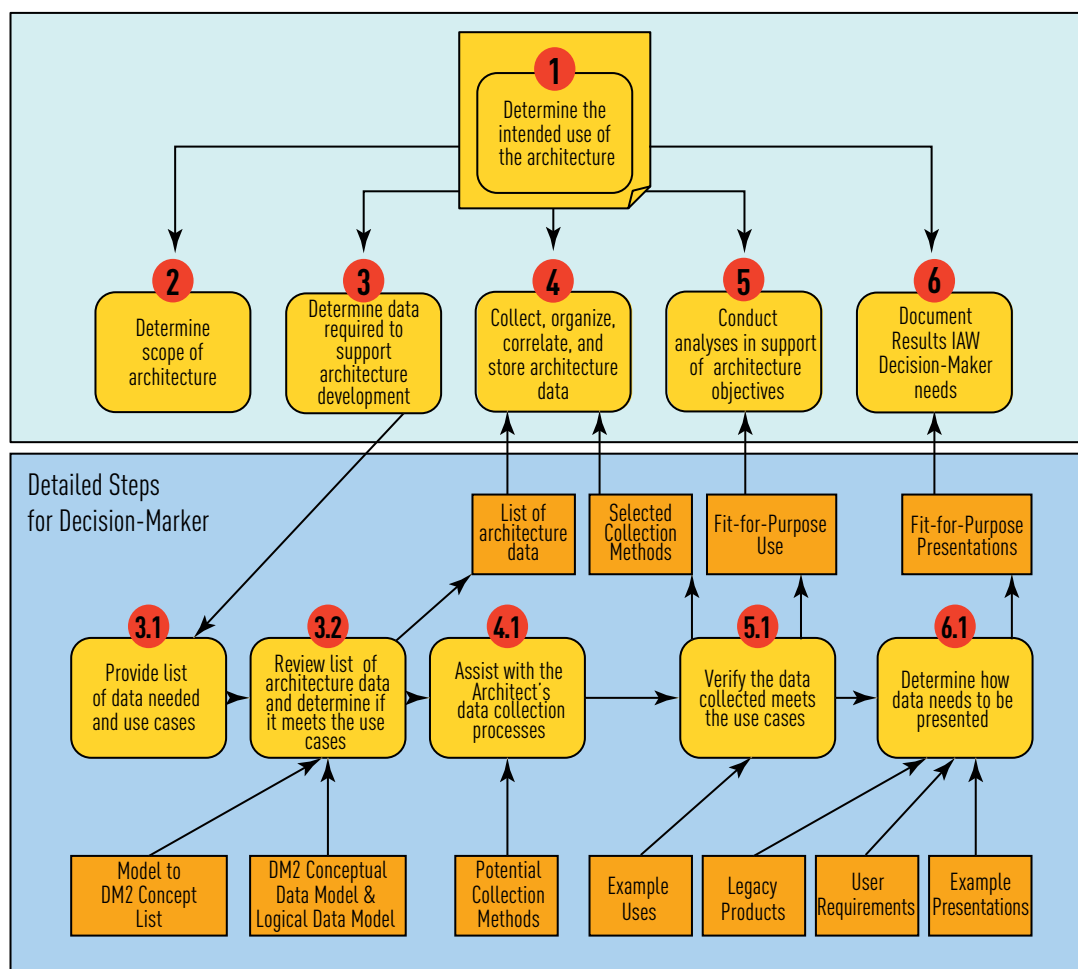 1
Determine the
intended use of
the architecture
2
Determine
scope of
architecture
3
Determine data
required to
support
architecture
development
4
Collect, organize,
correlate, and
store architecture
data
5
Conduct
analyses in support
of architecture
objectives
6
Document
Results IAW
Decision-Maker
needs
Detailed Steps
for Decision-Marker
List of
architecture
data
Selected
Collection
Methods
Fit-for-Purpose
Use
Fit-for-Purpose
Presentations
3.1
Provide list
of data needed
and use cases
3.2
Review list of
architecture data
and determine if
it meets the use
cases
4.1
Assist with the
Architect's
data collection
processes
5.1
Verify the data
collected meets
the use cases
6.1
Determine how
data needs to be
presented
Model to
DM2 Concept
List
DM2 Conceptual
Data Model &
Logical Data Model
Potential
Collection
Methods
Example
Uses
Legacy
Products
User
Requirements
Example
Presentations